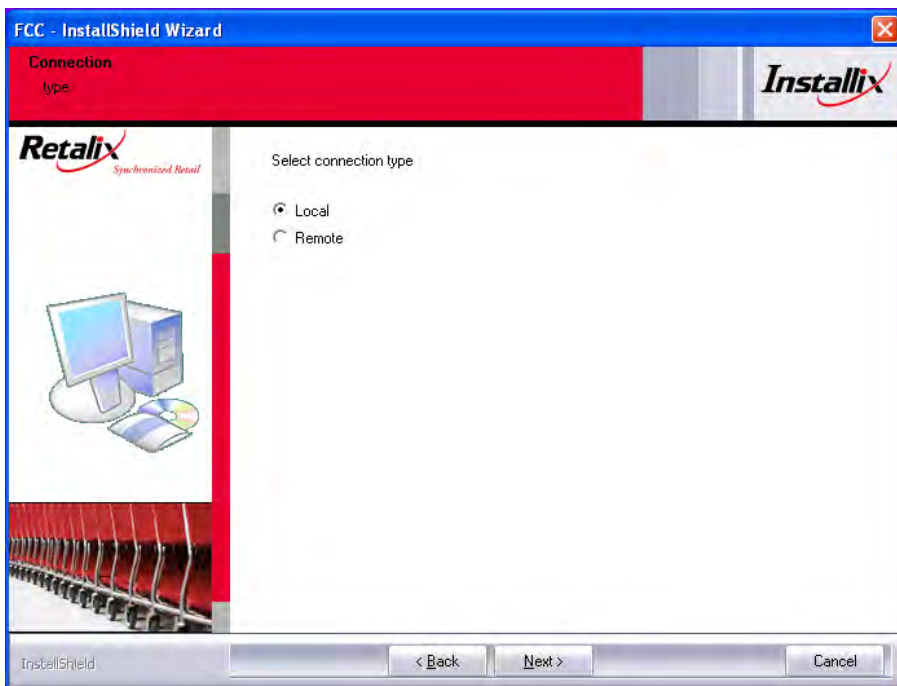 FCC - InstallShield Wizard
Connection
type
Installix
Retalix
Synchronized Retail
Select connection type
Local
Remote
InstallShield
< Back
Next >
Cancel